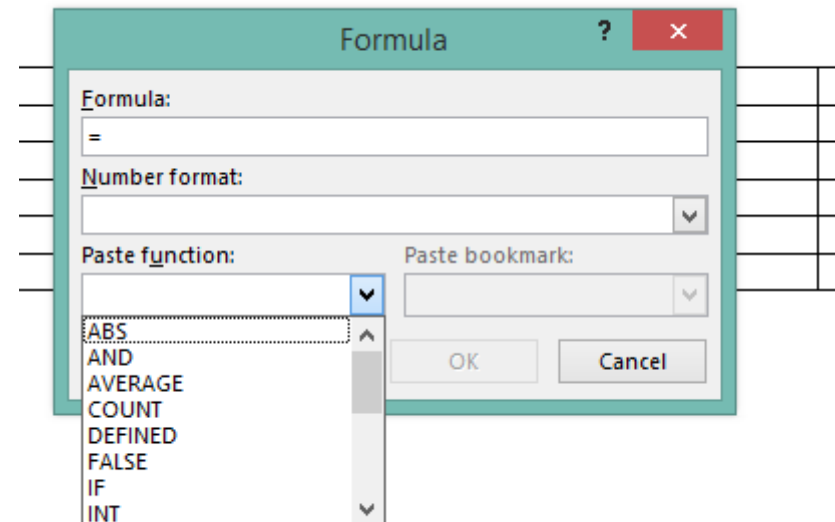 Formula ?
Formula:
=
Number format:
Paste function: Paste bookmark:
ABS
AND
AVERAGE
COUNT
DEFINED
FALSE
IF
INT
OK Cancel